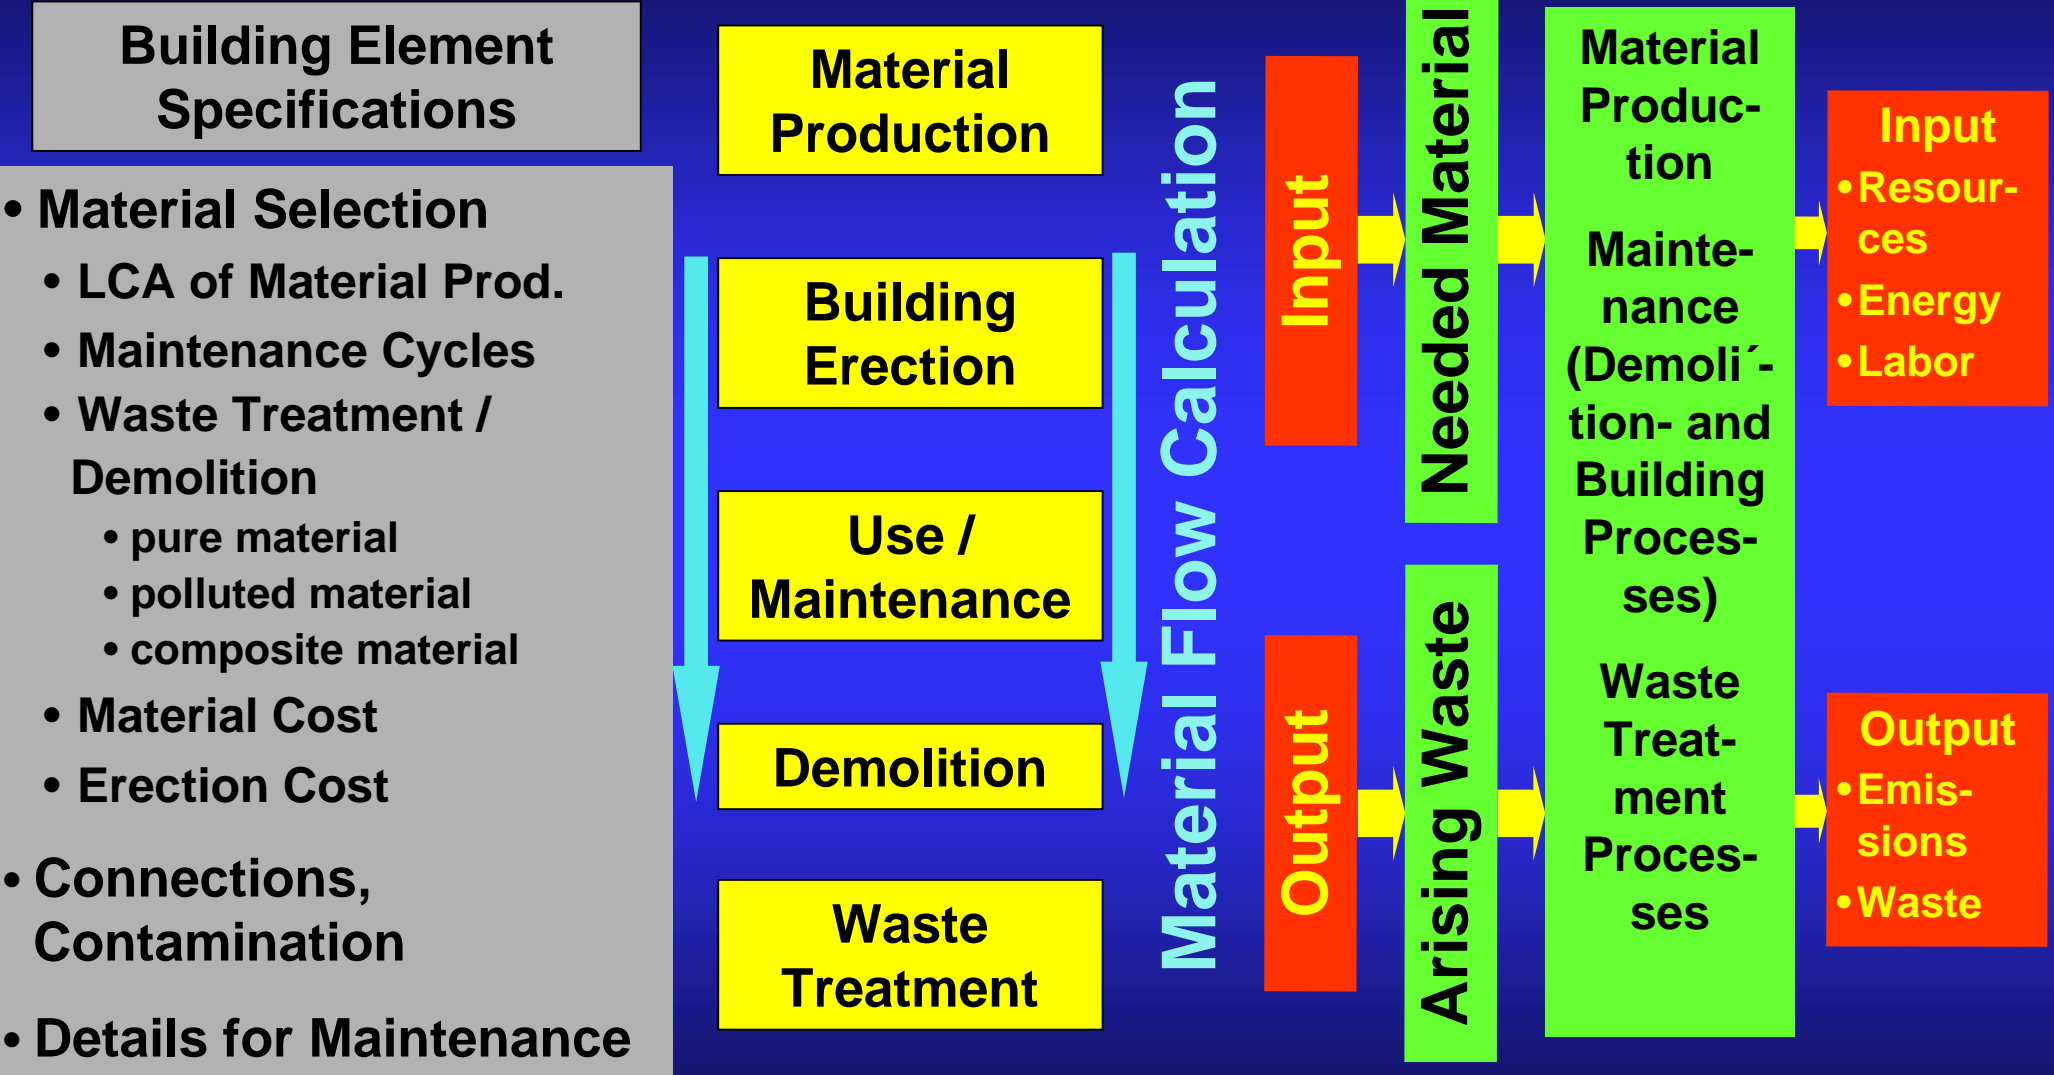 Building Element
Specifications
• Material Selection
• LCA of Material Prod.
• Maintenance Cycles
• Waste Treatment /
Demolition
• pure material
• polluted material
• composite material
• Material Cost
• Erection Cost
• Connections,
Contamination
• Details for Maintenance
Material
Production
Building
Erection
Use /
Maintenance
Demolition
Waste
Treatment
Material Flow Calculation
Input
Output
Needed Material
Arising Waste
Material
Produc-
tion
Mainte-
nance
(Demoli´-
tion- and
Building
Proces-
ses)
Waste
Treat-
ment
Proces-
ses
Input
•Resour-
ces
•Energy
•Labor
Output
•Emis-
sions
•Waste